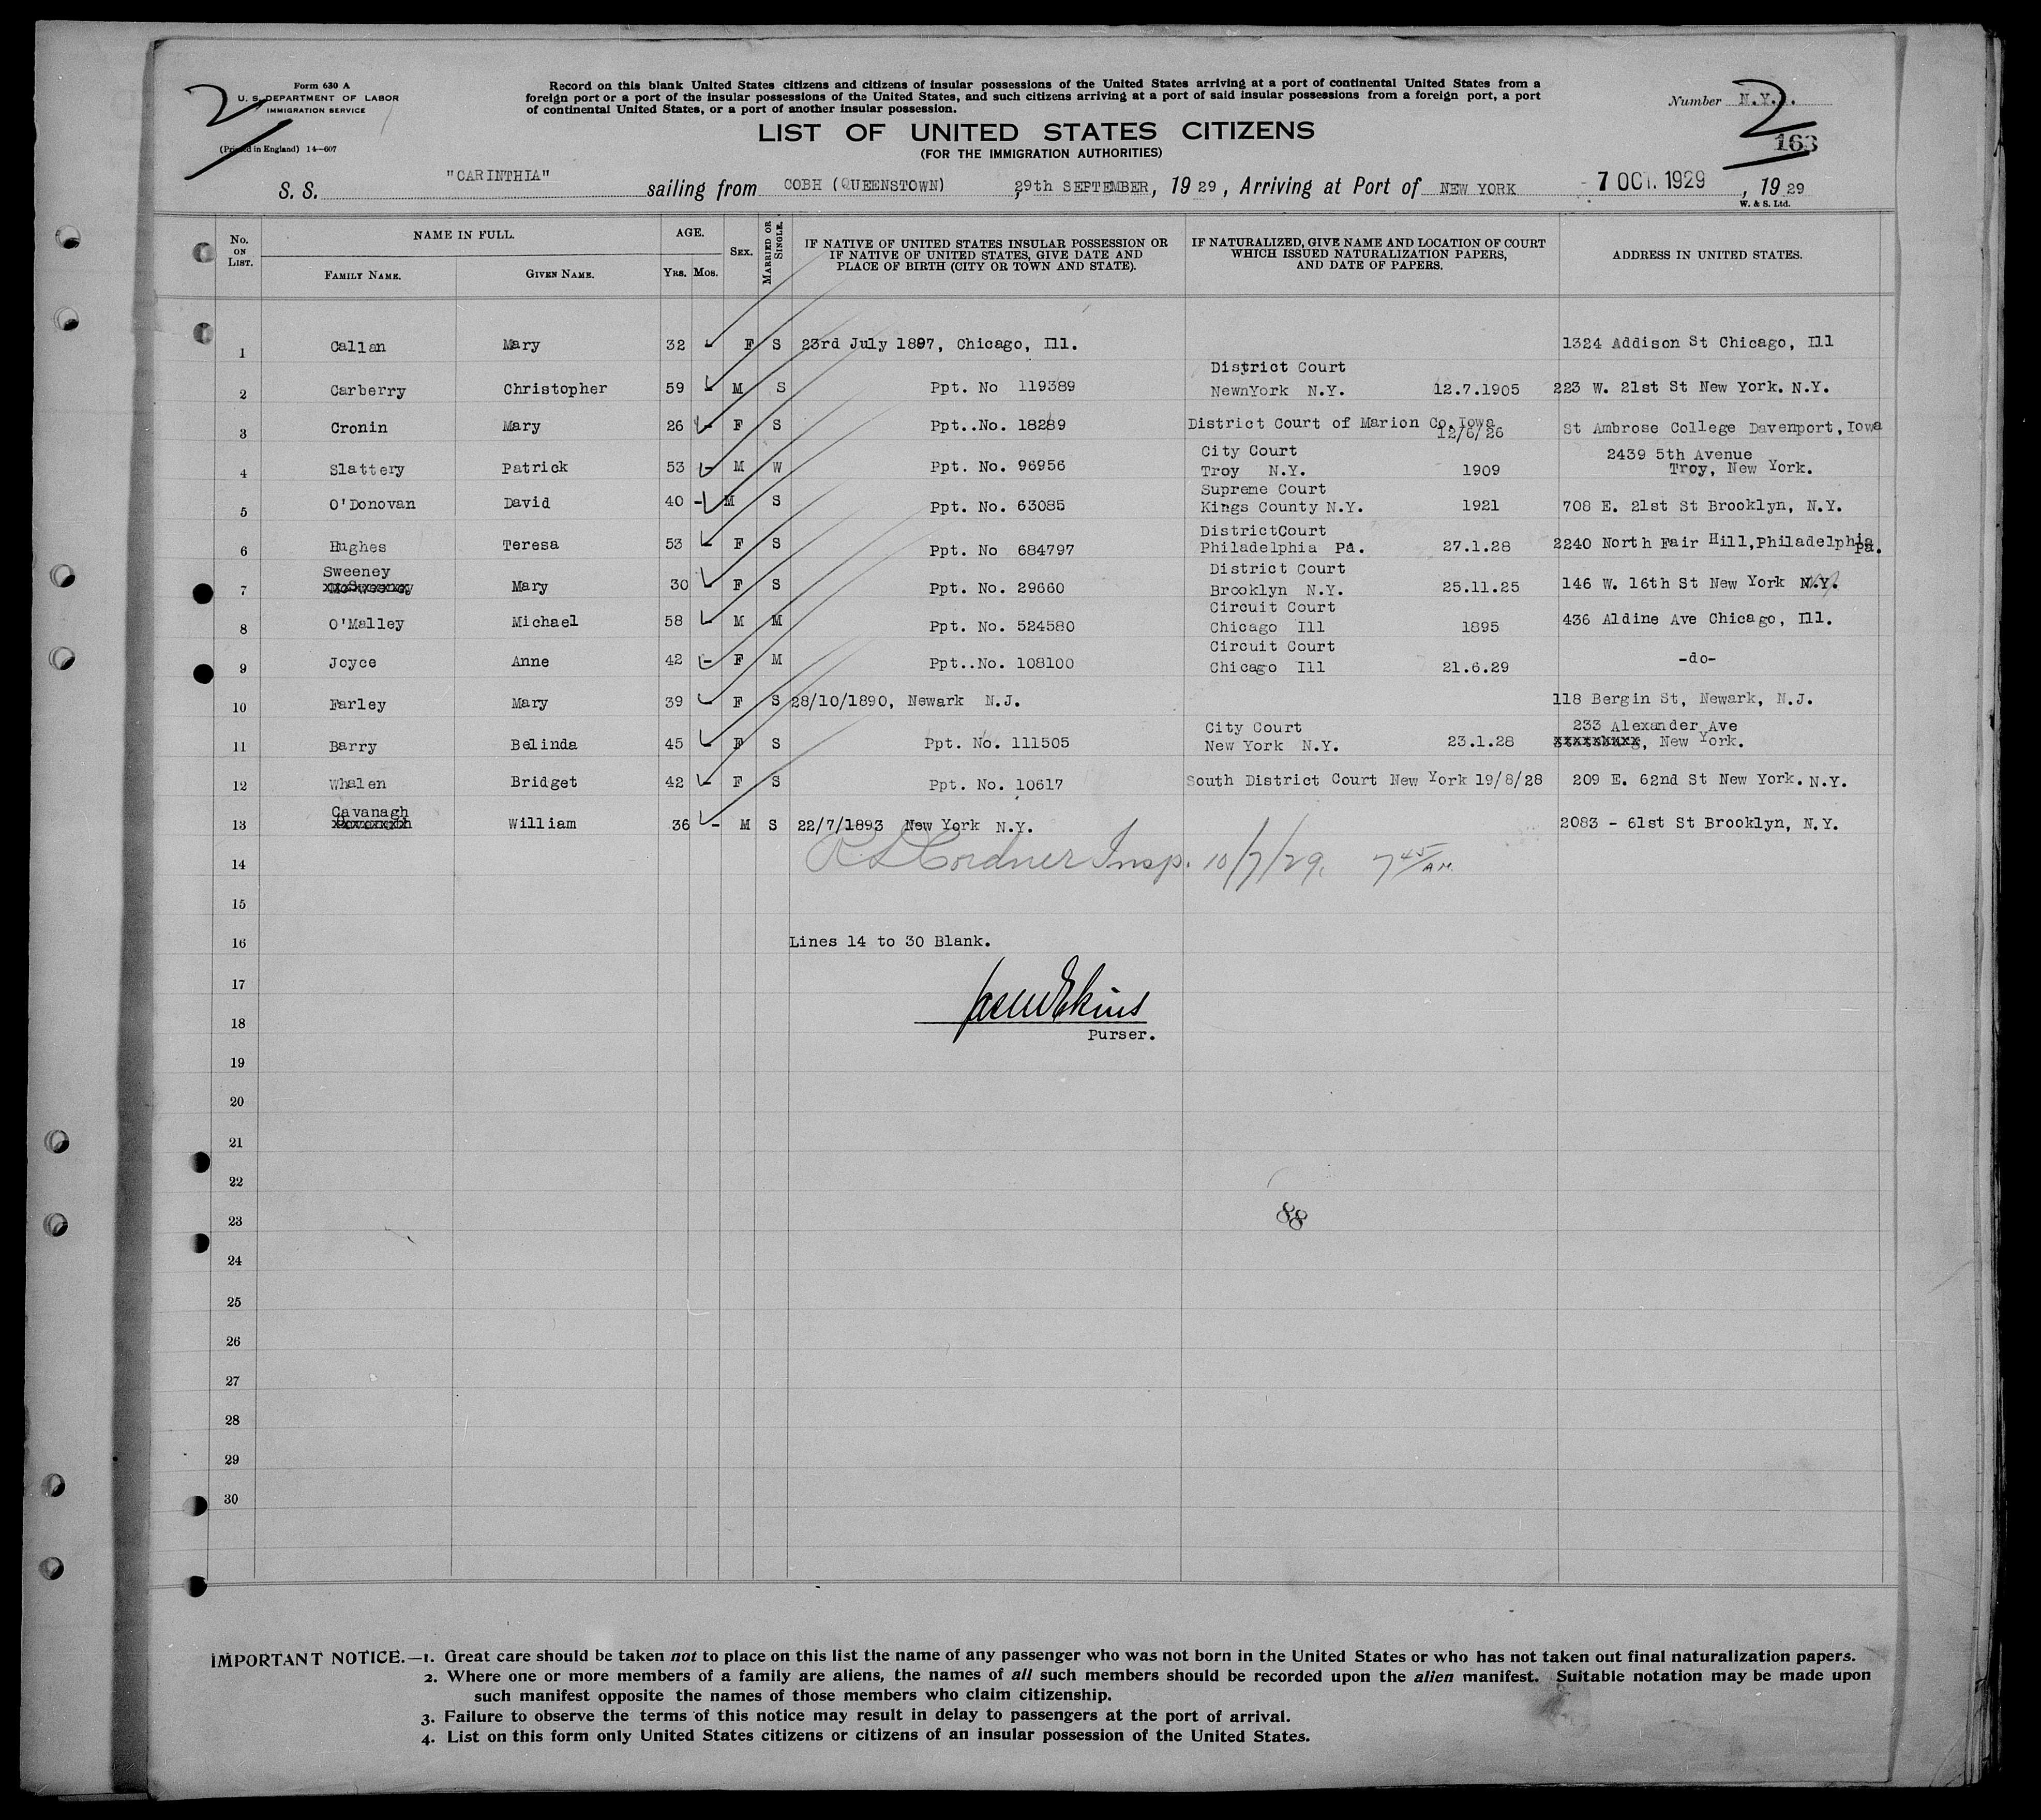 Form 630 A
U. S. DEPARTMENT OF LABOR
IMMIGRATION SERVICE
(Printed in England) 14—607
2
Record on this blank United States citizens and citizens of insular possessions of the United States arriving at a port of continental United States from a
foreign port or a port of the insular possessions of the United States, and such citizens arriving at a port of said insular possessions from a foreign port, a port
of continental United States, or a port of another insular possession.
LIST OF UNITED STATES CITIZENS
(FOR THE IMMIGRATION AUTHORITIES)
Number N.Y.
2
163
S. S. "CARINTHIA" sailing from COBH (QUEENSTOWN) , 29th SEPTEMBER, 19 29 , Arriving at Port of NEW YORK - 7 OCT. 1929 , 19 29
W. & S. Ltd.
No. ON LIST. NAME IN FULL. AGE. SEX. MARRIED OR SINGLE. IF NATIVE OF UNITED STATES INSULAR POSSESSION OR IF NATIVE OF UNITED STATES, GIVE DATE AND PLACE OF BIRTH (CITY OR TOWN AND STATE). IF NATURALIZED, GIVE NAME AND LOCATION OF COURT WHICH ISSUED NATURALIZATION PAPERS, AND DATE OF PAPERS. ADDRESS IN UNITED STATES.
FAMILY NAME. GIVEN NAME. YRS. MOS.
1 Callan Mary 32 - F S 23rd July 1897, Chicago, Ill. 1324 Addison St Chicago, Ill
District Court
2 Carberry Christopher 59 - M S Ppt. No 119389 NewnYork N.Y. 12.7.1905 223 W. 21st St New York. N.Y.
3 Cronin Mary 26 - F S Ppt..No. 18289 District Court of Marion Co.Iowa 12/6/26 St Ambrose College Davenport, Iowa
City Court 2439 5th Avenue
4 Slattery Patrick 53 - M W Ppt. No. 96956 Troy N.Y. 1909 Troy, New York.
Supreme Court
5 O'Donovan David 40 - M S Ppt. No. 63085 Kings County N.Y. 1921 708 E. 21st St Brooklyn, N.Y.
DistrictCourt
6 Hughes Teresa 53 - F S Ppt. No 684797 Philadelphia Pa. 27.1.28 2240 North Fair Hill, Philadelphia Pa.
Sweeney District Court
7 McSweeney Mary 30 - F S Ppt. No. 29660 Brooklyn N.Y. 25.11.25 146 W. 16th St New York N.Y.
Circuit Court
8 O'Malley Michael 58 - M M Ppt. No. 524580 Chicago Ill 1895 436 Aldine Ave Chicago, Ill.
Circuit Court
9 Joyce Anne 42 - F M Ppt..No. 108100 Chicago Ill 21.6.29 -do-
10 Farley Mary 39 - F S 28/10/1890, Newark N.J. 118 Bergin St, Newark, N.J.
City Court 233 Alexander Ave
11 Barry Belinda 45 - F S Ppt. No. 111505 New York N.Y. 23.1.28 , New York.
12 Whalen Bridget 42 - F S Ppt. No. 10617 South District Court New York 19/8/28 209 E. 62nd St New York. N.Y.
Cavanagh
13 William 36 - M S 22/7/1893 New York N.Y. 2083 - 61st St Brooklyn, N.Y.
14 Cordner Insp. 10/7/29. 7 45/AM.
15
16 Lines 14 to 30 Blank.
17
18
Purser.
19
20
21
22
23 88
24
25
26
27
28
29
30
IMPORTANT NOTICE.—1. Great care should be taken not to place on this list the name of any passenger who was not born in the United States or who has not taken out final naturalization papers.
2. Where one or more members of a family are aliens, the names of all such members should be recorded upon the alien manifest. Suitable notation may be made upon
such manifest opposite the names of those members who claim citizenship.
3. Failure to observe the terms of this notice may result in delay to passengers at the port of arrival.
4. List on this form only United States citizens or citizens of an insular possession of the United States.